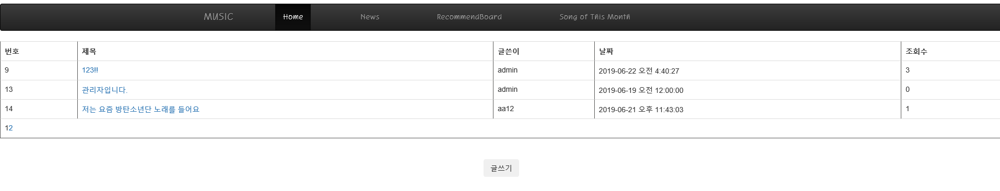 MUSIC Home News RecommendBoard Song of This Month
번호 제목 글쓴이 날짜 조회수
9 123!! admin 2019-06-22 오전 4:40:27 3
13 관리자입니다. admin 2019-06-19 오전 12:00:00 0
14 저는 요즘 방탄소년단 노래를 들어요 aa12 2019-06-21 오후 11:43:03 1
12
글쓰기